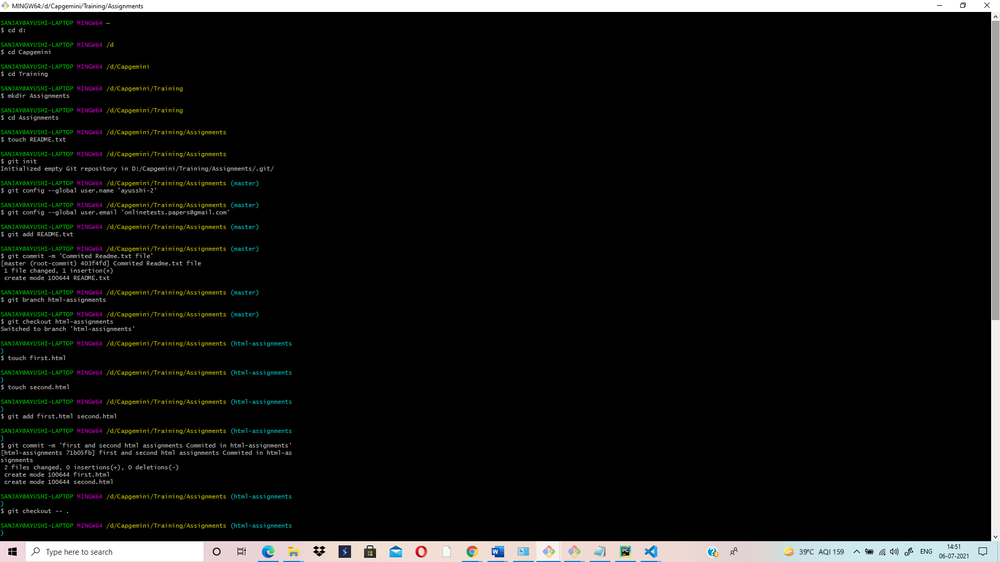 MINGW64:/d/Capgemini/Training/Assignments
SANJAY@AYUSHI-LAPTOP MINGW64 ~
$ cd d:
SANJAY@AYUSHI-LAPTOP MINGW64 /d
$ cd Capgemini
SANJAY@AYUSHI-LAPTOP MINGW64 /d/Capgemini
$ cd Training
SANJAY@AYUSHI-LAPTOP MINGW64 /d/Capgemini/Training
$ mkdir Assignments
SANJAY@AYUSHI-LAPTOP MINGW64 /d/Capgemini/Training
$ cd Assignments
SANJAY@AYUSHI-LAPTOP MINGW64 /d/Capgemini/Training/Assignments
$ touch README.txt
SANJAY@AYUSHI-LAPTOP MINGW64 /d/Capgemini/Training/Assignments
$ git init
Initialized empty Git repository in D:/Capgemini/Training/Assignments/.git/
SANJAY@AYUSHI-LAPTOP MINGW64 /d/Capgemini/Training/Assignments (master)
$ git config --global user.name 'ayusshi-2'
SANJAY@AYUSHI-LAPTOP MINGW64 /d/Capgemini/Training/Assignments (master)
$ git config --global user.email 'onlinetests.papers@gmail.com'
SANJAY@AYUSHI-LAPTOP MINGW64 /d/Capgemini/Training/Assignments (master)
$ git add README.txt
SANJAY@AYUSHI-LAPTOP MINGW64 /d/Capgemini/Training/Assignments (master)
$ git commit -m 'Commited Readme.txt file'
[master (root-commit) 403f4fd] Commited Readme.txt file
 1 file changed, 1 insertion(+)
 create mode 100644 README.txt
SANJAY@AYUSHI-LAPTOP MINGW64 /d/Capgemini/Training/Assignments (master)
$ git branch html-assignments
SANJAY@AYUSHI-LAPTOP MINGW64 /d/Capgemini/Training/Assignments (master)
$ git checkout html-assignments
Switched to branch 'html-assignments'
SANJAY@AYUSHI-LAPTOP MINGW64 /d/Capgemini/Training/Assignments (html-assignments
)
$ touch first.html
SANJAY@AYUSHI-LAPTOP MINGW64 /d/Capgemini/Training/Assignments (html-assignments
)
$ touch second.html
SANJAY@AYUSHI-LAPTOP MINGW64 /d/Capgemini/Training/Assignments (html-assignments
)
$ git add first.html second.html
SANJAY@AYUSHI-LAPTOP MINGW64 /d/Capgemini/Training/Assignments (html-assignments
)
$ git commit -m 'first and second html assignments Commited in html-assignments'
[html-assignments 71b05fb] first and second html assignments Commited in html-as
signments
 2 files changed, 0 insertions(+), 0 deletions(-)
 create mode 100644 first.html
 create mode 100644 second.html
SANJAY@AYUSHI-LAPTOP MINGW64 /d/Capgemini/Training/Assignments (html-assignments
)
$ git checkout -- .
SANJAY@AYUSHI-LAPTOP MINGW64 /d/Capgemini/Training/Assignments (html-assignments
)
Type here to search
39°C AQI 159
ENG
14:51
06-07-2021